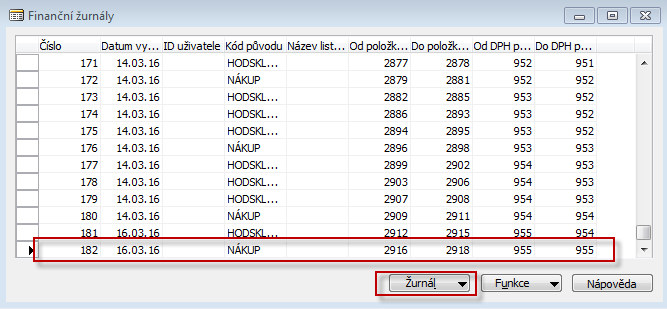 Finanční žurnály
Číslo Datum vy... ID uživatele Kód původu Název list... Od položk... Do položk... Od DPH p... Do DPH p...
171 14.03.16 HODSKL... 2877 2878 952 951
172 14.03.16 NÁKUP 2879 2881 952 952
173 14.03.16 HODSKL... 2882 2885 953 952
174 14.03.16 HODSKL... 2886 2893 953 952
175 14.03.16 HODSKL... 2894 2895 953 952
176 14.03.16 NÁKUP 2896 2898 953 953
177 14.03.16 HODSKL... 2899 2902 954 953
178 14.03.16 HODSKL... 2903 2906 954 953
179 14.03.16 HODSKL... 2907 2908 954 953
180 14.03.16 NÁKUP 2909 2911 954 954
181 16.03.16 HODSKL... 2912 2915 955 954
182 16.03.16 NÁKUP 2916 2918 955 955
Žurnál Funkce Nápověda